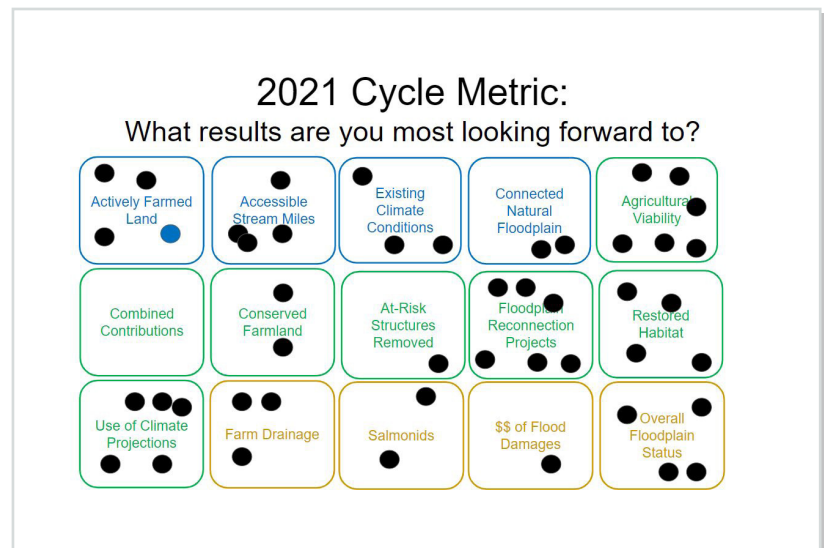 2021 Cycle Metric:
What results are you most looking forward to?
Actively Farmed
Land
Accessible
Stream Miles
Existing
Climate
Conditions
Connected
Natural
Floodplain
Agricultural
Viability
Combined
Contributions
Conserved
Farmland
At-Risk
Structures
Removed
Floodplain
Reconnection
Projects
Restored
Habitat
Use of Climate
Projections
Farm Drainage
Salmonids
$$ of Flood
Damages
Overall
Floodplain
Status